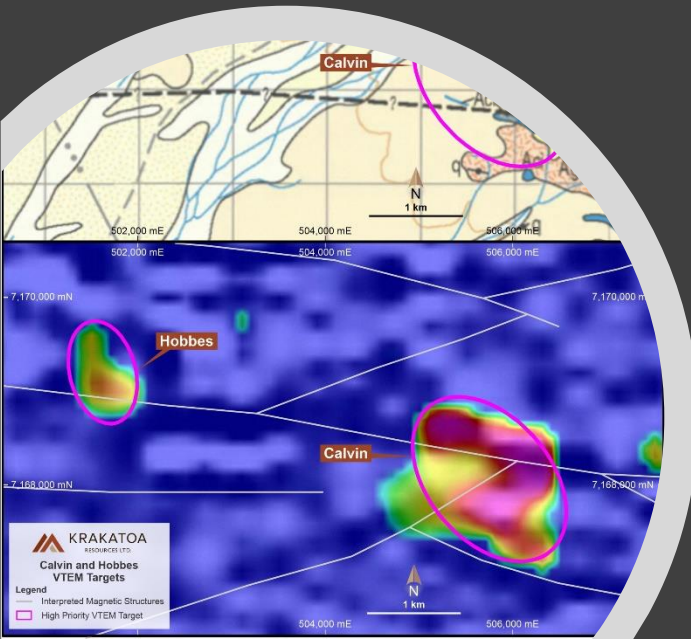 Calvin
?
?
N
1 km
502,000 mE 504,000 mE 506,000 mE
502,000 mE 504,000 mE 506,000 mE
7,170,000 mN 7,170,000 m
Hobbes
Calvin
7,168,000 mN 7,168,000 mN
KRAKATOA
RESOURCES LTD
Calvin and Hobbes
VTEM Targets
Legend
Interpreted Magnetic Structures
High Priority VTEM Target
N
1 km
504,000 mE 506,000 mE